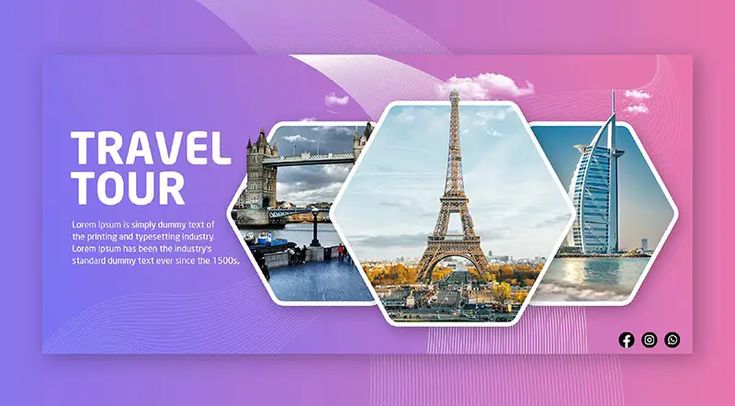 TRAVEL
TOUR
Lorem Ipsum is simply dummy text of
the printing and typesetting industry.
Lorem Ipsum has been the industry's
standard dummy text ever since the 1500s,